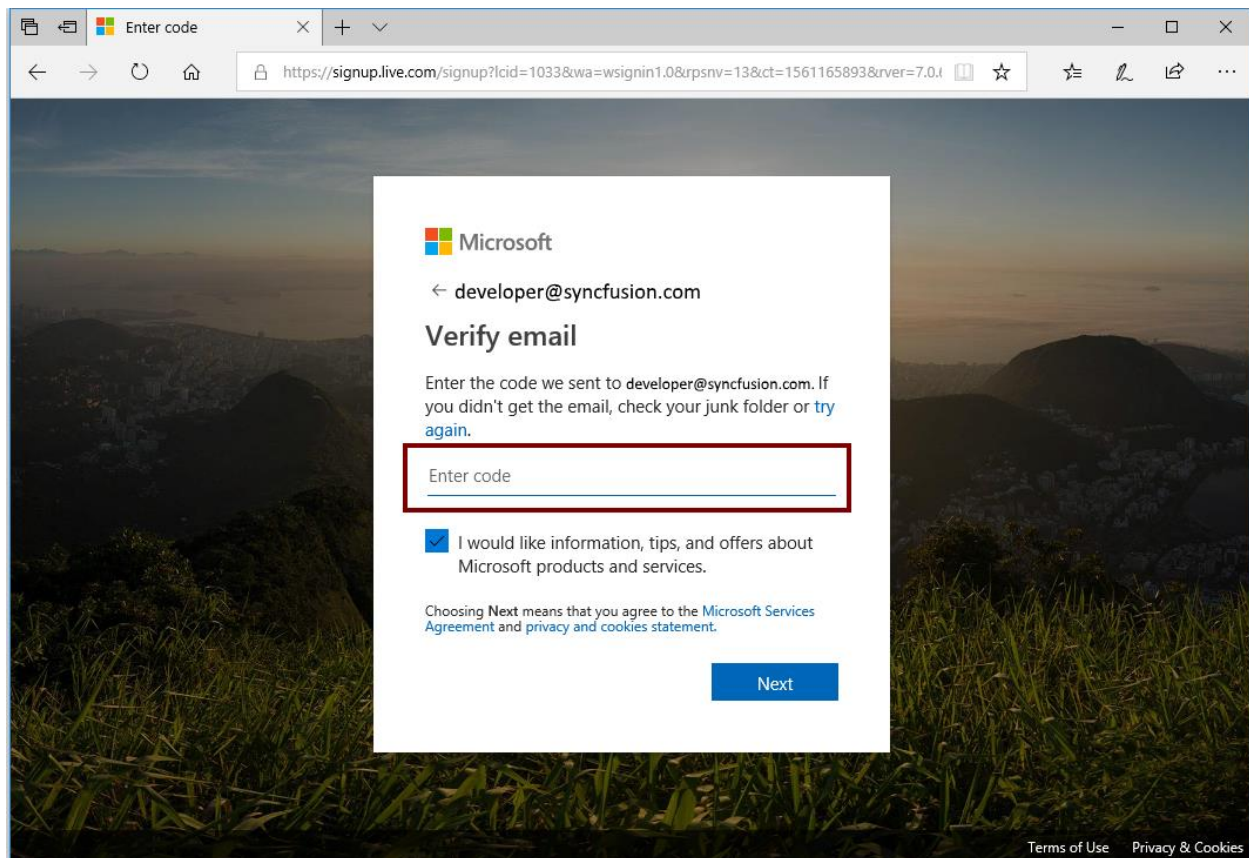 Enter code
https://signup.live.com/signup?lcid=1033&wa=wsignin1.0&rpsnv=13&ct=1561165893&rver=7.0.
Microsoft
developer@syncfusion.com
Verify email
Enter the code we sent to developer@syncfusion.com. If
you didn't get the email, check your junk folder or try
again.
Enter code
I would like information, tips, and offers about
Microsoft products and services.
Choosing Next means that you agree to the Microsoft Services
Agreement and privacy and cookies statement.
Next
Terms of Use Privacy & Cookies